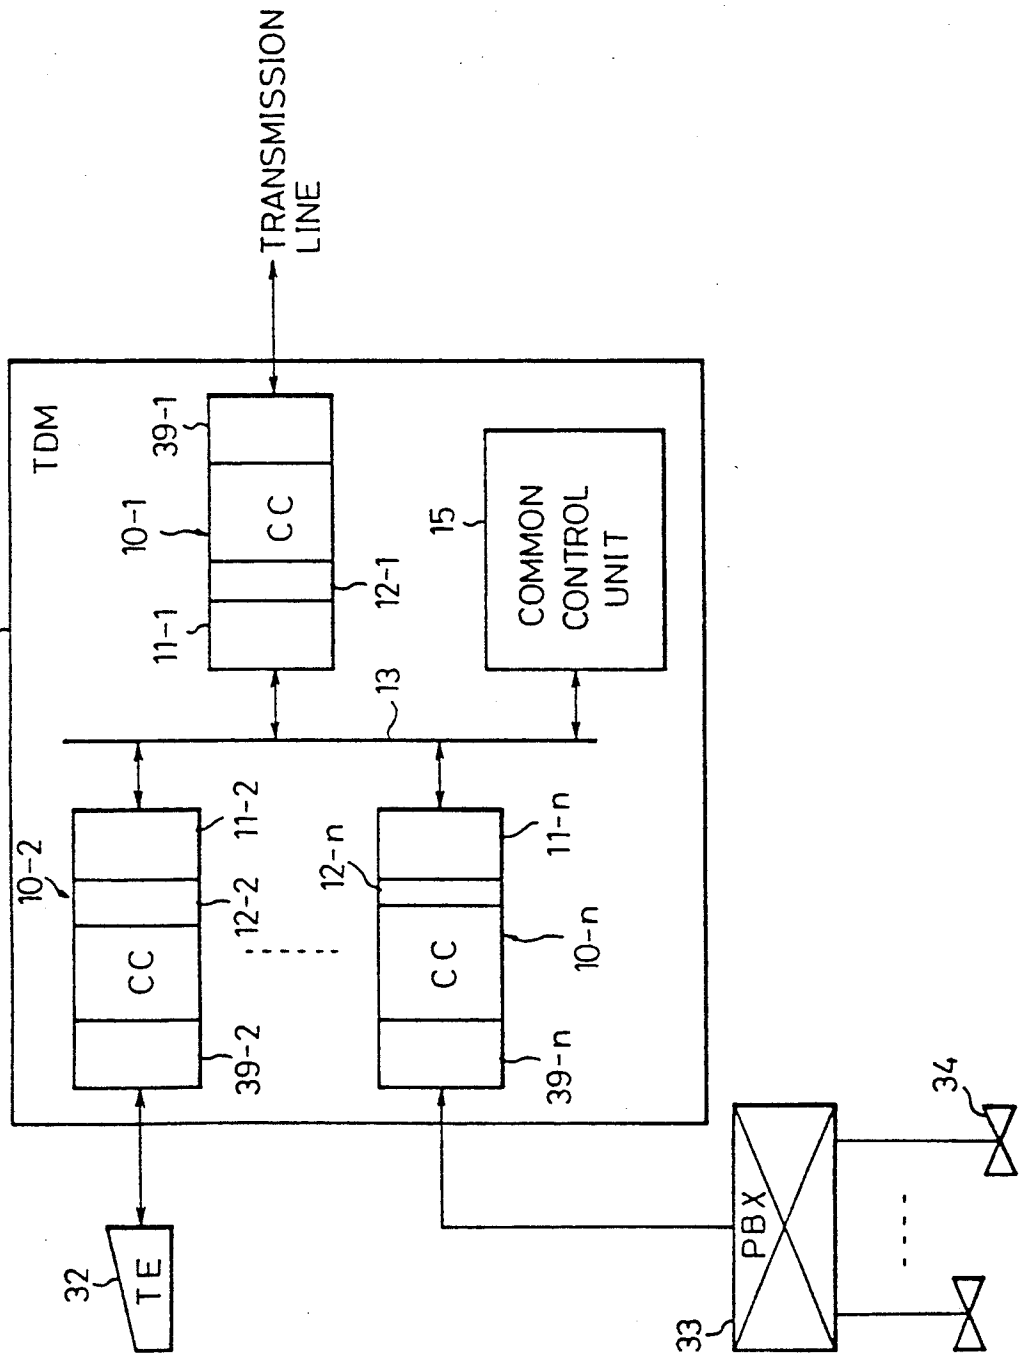 TDM
10-2
11-2
12-2
CC
39-2
32
TE
10-1
39-1
CC
11-1
12-1
TRANSMISSION
LINE
13
15
COMMON
CONTROL
UNIT
12-n
11-n
CC
10-n
39-n
33
PBX
34